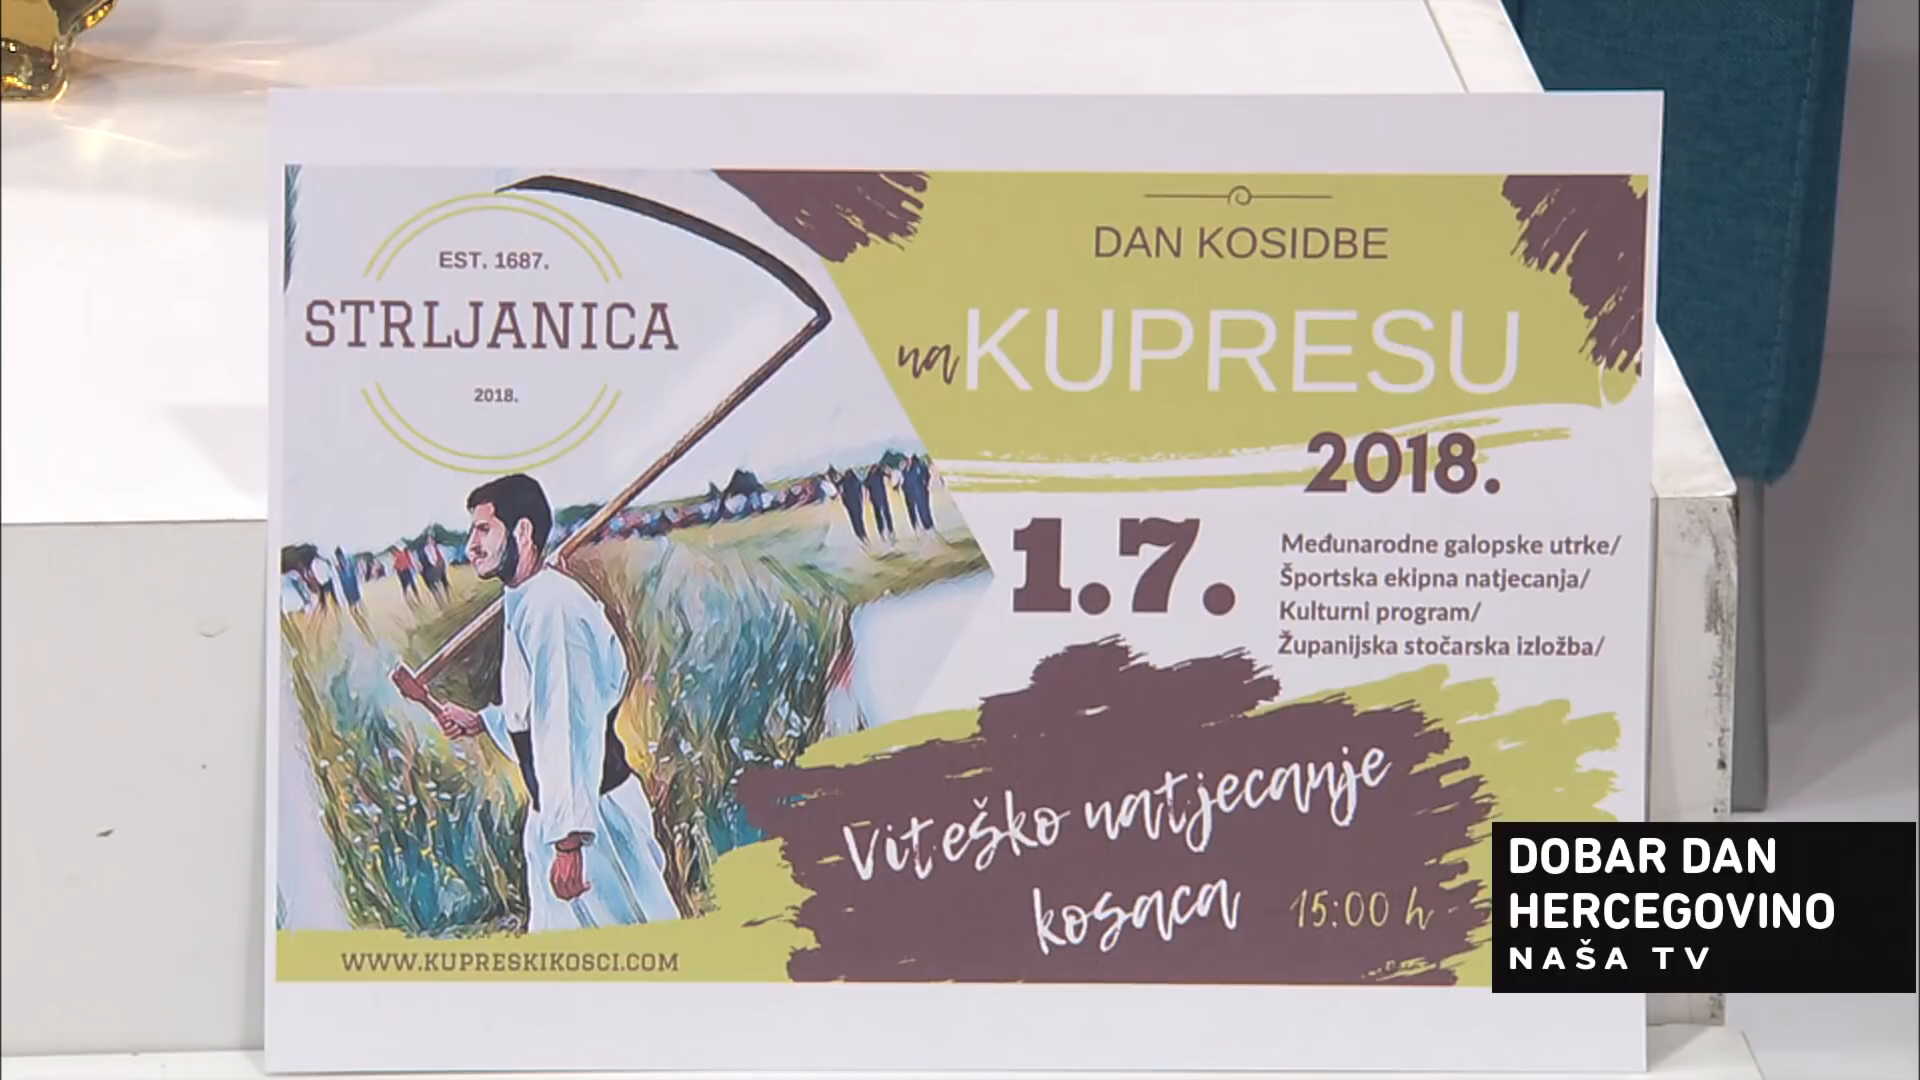 EST. 1687.
STRLJANICA
2018.
DAN KOSIDBE
na KUPRESU
2018.
1.7.
Međunarodne galopske utrke/
Športska ekipna natjecanja/
Kulturni program/
Županijska stočarska izložba/
Viteško natjecanje
kosaca 15:00 h
WWW.KUPRESKIKOSCI.COM
DOBAR DAN
HERCEGOVINO
NAŠA TV